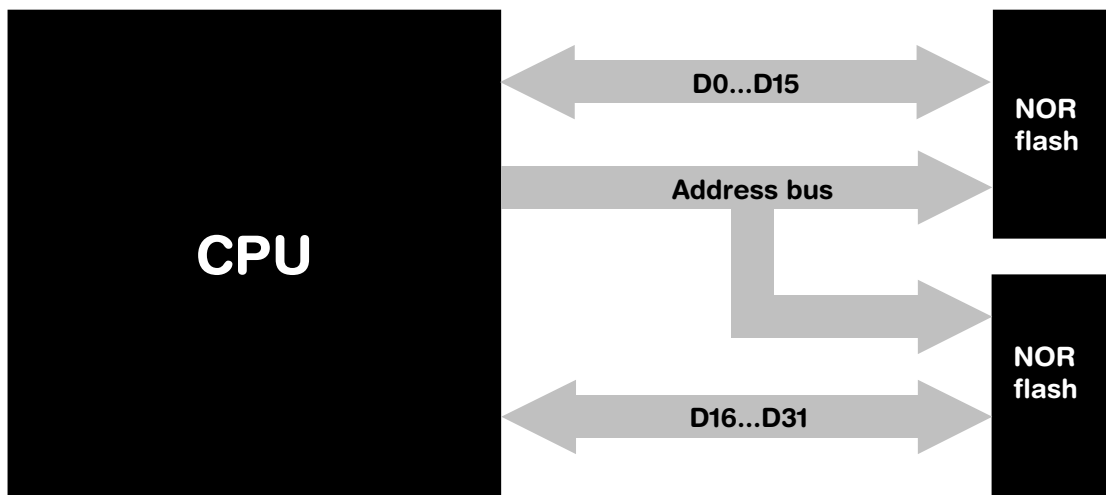 D0...D15
NOR
flash
Address bus
CPU
NOR
flash
D16...D31